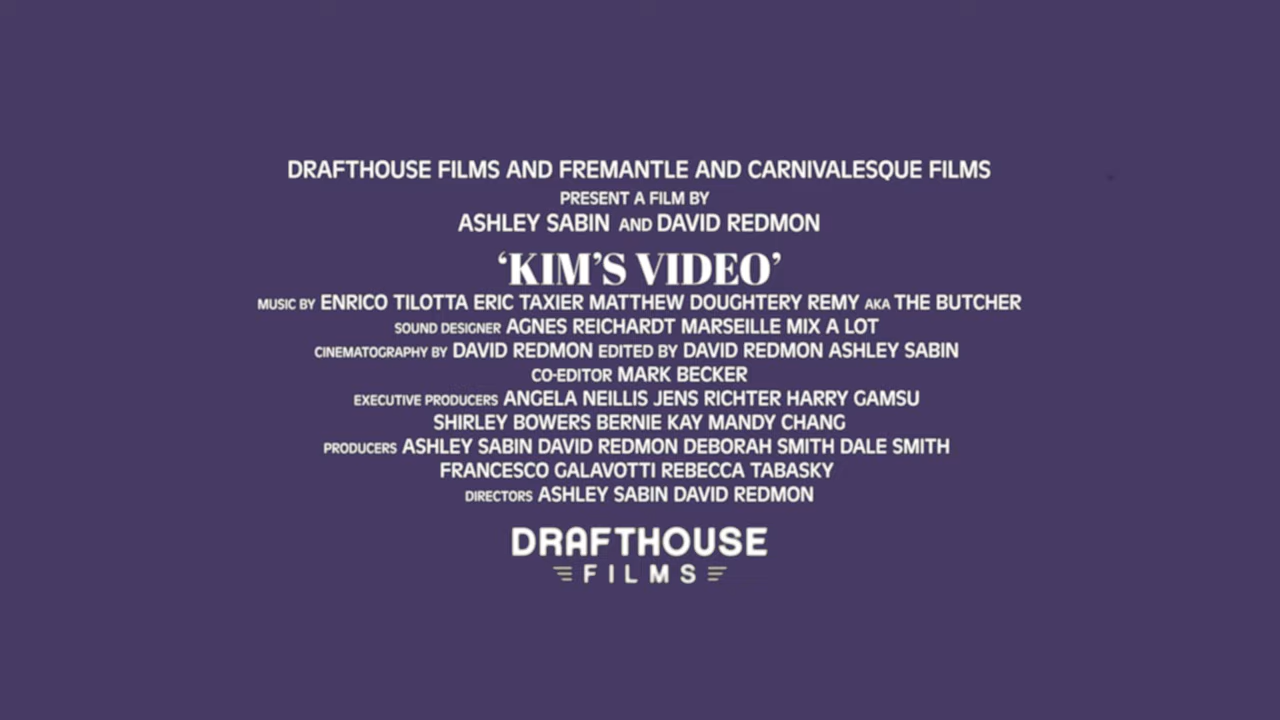 DRAFTHOUSE FILMS AND FREMANTLE AND CARNIVALESQUE FILMS
PRESENT A FILM BY
ASHLEY SABIN AND DAVID REDMON
‘KIM’S VIDEO’
MUSIC BY ENRICO TILOTTA ERIC TAXIER MATTHEW DOUGHTERY REMY AKA THE BUTCHER
SOUND DESIGNER AGNES REICHARDT MARSEILLE MIX A LOT
CINEMATOGRAPHY BY DAVID REDMON EDITED BY DAVID REDMON ASHLEY SABIN
CO-EDITOR MARK BECKER
EXECUTIVE PRODUCERS ANGELA NEILLIS JENS RICHTER HARRY GAMSU
SHIRLEY BOWERS BERNIE KAY MANDY CHANG
PRODUCERS ASHLEY SABIN DAVID REDMON DEBORAH SMITH DALE SMITH
FRANCESCO GALAVOTTI REBECCA TABASKY
DIRECTORS ASHLEY SABIN DAVID REDMON
DRAFTHOUSE
FILMS